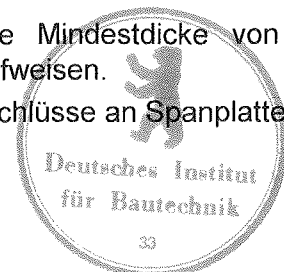 e Mindestdicke von
fweisen.
chlüsse an Spanplatte
Deutsches Institut
für Bautechnik
33